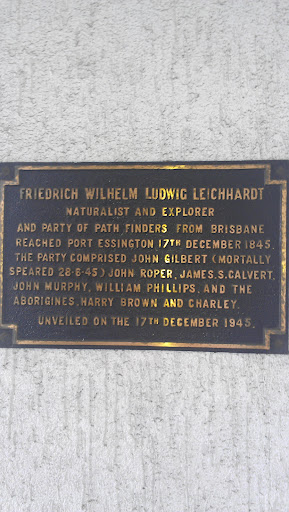 FRIEDRICH WILHELM LUDWIG LEICHHARDT
NATURALIST AND EXPLORER
AND PARTY OF PATH FINDERS FROM BRISBANE
REACHED PORT ESSINGTON 17TH DECEMBER 1845.
THE PARTY COMPRISED JOHN GILBERT (MORTALLY
SPEARED 28-6-45) JOHN ROPER, JAMES.S.CALVERT,
JOHN MURPHY, WILLIAM PHILLIPS, AND THE
ABORIGINES, HARRY BROWN AND CHARLEY.
UNVEILED ON THE 17TH DECEMBER 1945.